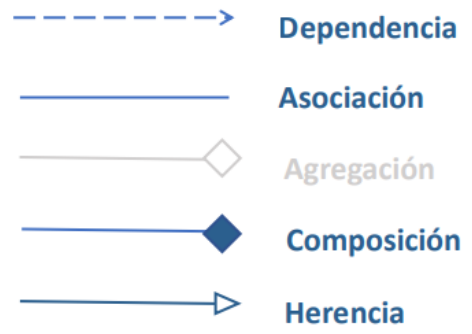 Dependencia
Asociación
Agregación
Composición
Herencia